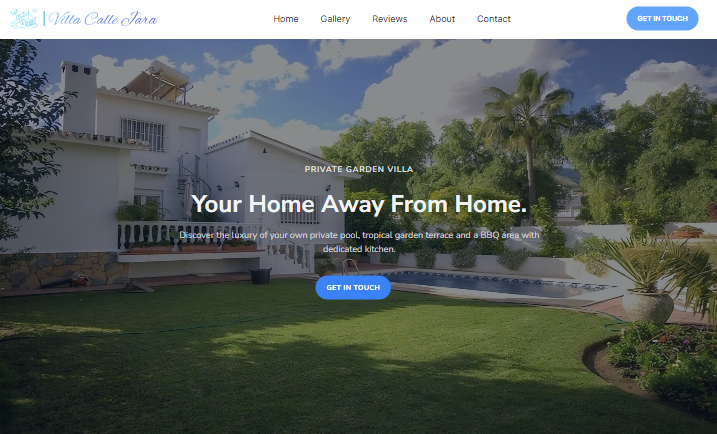 Villa Calle Jara
Home Gallery Reviews About Contact
GET IN TOUCH
PRIVATE GARDEN VILLA
Your Home Away From Home.
Discover the luxury of your own private pool, tropical garden terrace and a BBQ area with
dedicated kitchen.
GET IN TOUCH